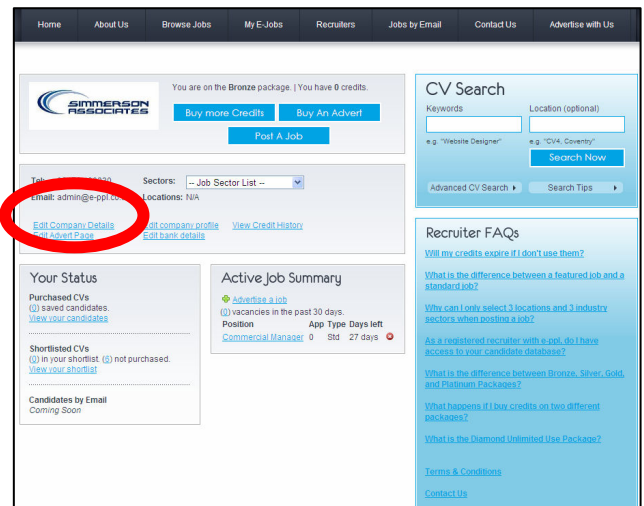 Home About Us Browse Jobs My E-Jobs Recruiters Jobs by Email Contact Us Advertise with Us
SIMMERSON
ASSOCIATES
You are on the Bronze package. | You have 0 credits.
Buy more Credits Buy An Advert
Post A Job
Sectors: -- Job Sector List --
Email: admin@e-ppl.co Locations: N/A
Edit Company Details Edit company profile View Credit History
Edit Advert Page Edit bank details
Your Status
Purchased CVs
(0) saved candidates.
View your candidates
Shortlisted CVs
(0) in your shortlist. (6) not purchased.
View your shortlist
Candidates by Email
Coming Soon
Active Job Summary
Advertise a job
(0) vacancies in the past 30 days.
Position App Type Days left
Commercial Manager 0 Std 27 days
CV Search
Keywords Location (optional)
e.g. "Website Designer" e.g. "CV4, Coventry"
Search Now
Advanced CV Search Search Tips
Recruiter FAQs
Will my credits expire if I don't use them?
What is the difference between a featured job and a
standard job?
Why can I only select 3 locations and 3 industry
sectors when posting a job?
As a registered recruiter with e-ppl, do I have
access to your candidate database?
What is the difference between Bronze, Silver, Gold,
and Platinum Packages?
What happens if I buy credits on two different
packages?
What is the Diamond Unlimited Use Package?
Terms & Conditions
Contact Us